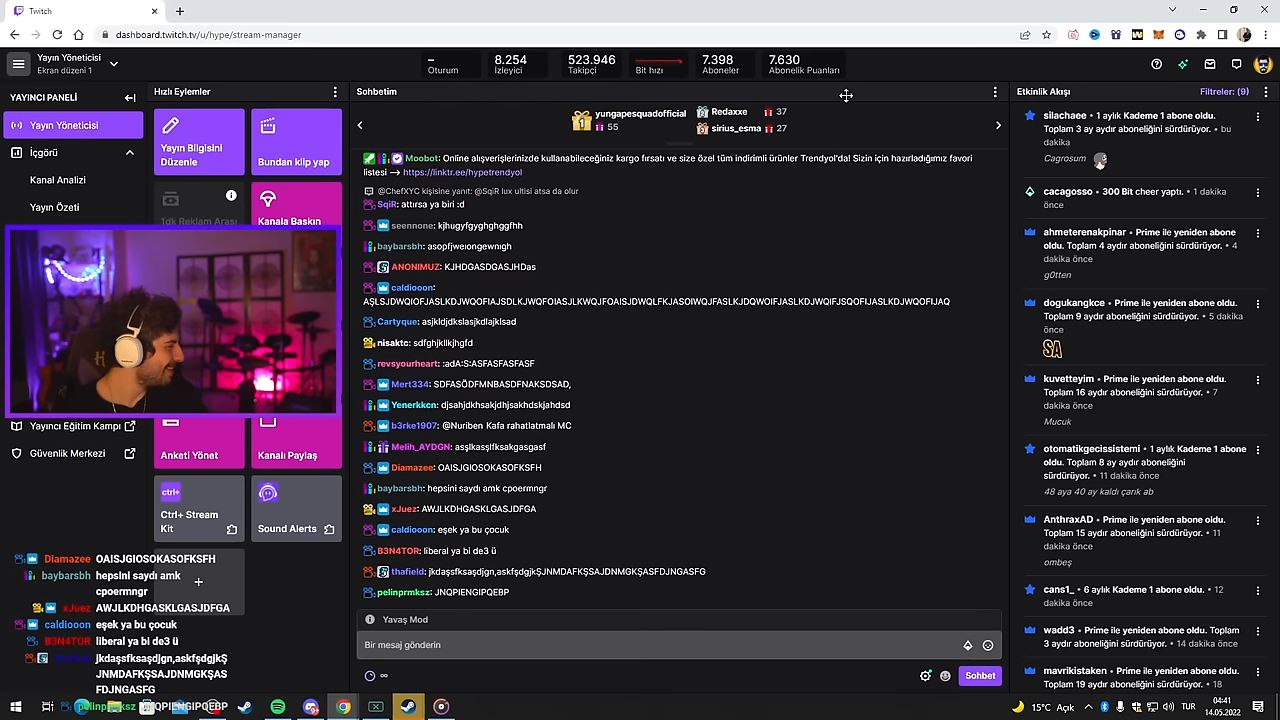 Twitch
dashboard.twitch.tv/u/hype/stream-manager
Yayın Yöneticisi
Ekran düzeni 1
–
Oturum
8.254
İzleyici
523.946
Takipçi
Bit hızı
7.398
Aboneler
7.630
Abonelik Puanları
YAYINCI PANELİ
Yayın Yöneticisi
İçgörü
Kanal Analizi
Yayın Özeti
Yayıncı Eğitim Kampı
Güvenlik Merkezi
Hızlı Eylemler
Yayın Bilgisini
Düzenle
Bundan klip yap
1dk Reklam Arası
Kanala Baskın
Anketi Yönet
Kanalı Paylaş
ctrl+
Ctrl+ Stream
Kit
Sound Alerts
Diamazee OAISJGIOSOKASOFKSFH
baybarsbh hepsini saydı amk
cpoermngr
xJuez AWJLKDHGASKLGASJDFGA
caldiooon eşek ya bu çocuk
B3N4TOR liberal ya bi de3 ü
thafield jkdaşsfksaşdjgn,askfşdgjkŞ
JNMDAFKŞSAJDNMGKŞAS
FDJNGASFG
pelinprmksz JNQPIENGIPQEBP
Sohbetim
1
yungapesquadofficial
55
Redaxxe 37
sirius_esma 27
Moobot: Online alışverişlerinizde kullanabileceğiniz kargo fırsatı ve size özel tüm indirimli ürünler Trendyol'da! Sizin için hazırladığımız favori
listesi → https://linktr.ee/hypetrendyol
@ChefXYC kişisine yanıt: @SqiR lux ultisi atsa da olur
SqiR: attırsa ya biri :d
seennone: kjhugyfgyghghggfhh
baybarsbh: asopfjweıongewnıgh
ANONIMUZ: KJHDGASDGASJHDas
caldiooon:
AŞLSJDWQIOFJASLKDJWQOFIAJSDLKJWQFOIASJLKWQJFOAISJDWQLFKJASOIWQJFASLKJDQWOIFJASLKDJWQIFJSQOFIJASLKDJWQOFIJAQ
Cartyque: asjkldjdkslasjkdlajklsad
nisaktc: sdfghjkllkjhgfd
revsyourheart: :adA:S:ASFASFASFASF
Mert334: SDFASÖDFMNBASDFNAKSDSAD,
Yenerkkcn: djsahjdkhsakjdhjsakhdskjahdsd
b3rke1907: @Nuriben Kafa rahatlatmalı MC
Melih_AYDGN: asşlkasşlfksakgasgasf
Diamazee: OAISJGIOSOKASOFKSFH
baybarsbh: hepsini saydı amk cpoermngr
xJuez: AWJLKDHGASKLGASJDFGA
caldiooon: eşek ya bu çocuk
B3N4TOR: liberal ya bi de3 ü
thafield: jkdaşsfksaşdjgn,askfşdgjkŞJNMDAFKŞSAJDNMGKŞASFDJNGASFG
pelinprmksz: JNQPIENGIPQEBP
Yavaş Mod
Bir mesaj gönderin
∞
Sohbet
Etkinlik Akışı
Filtreler: (9)
silachaee • 1 aylık Kademe 1 abone oldu.
Toplam 3 ay aydır aboneliğini sürdürüyor. • bu
dakika
Cagrosum
cacagosso • 300 Bit cheer yaptı. • 1 dakika
önce
ahmeterenakpinar • Prime ile yeniden abone
oldu. Toplam 4 aydır aboneliğini sürdürüyor. • 4
dakika önce
g0tten
dogukangkce • Prime ile yeniden abone oldu.
Toplam 9 aydır aboneliğini sürdürüyor. • 5 dakika
önce
SA
kuvetteyim • Prime ile yeniden abone oldu.
Toplam 16 aydır aboneliğini sürdürüyor. • 7
dakika önce
Mucuk
otomatikgecissistemi • 1 aylık Kademe 1 abone
oldu. Toplam 8 ay aydır aboneliğini
sürdürüyor. • 11 dakika önce
48 aya 40 ay kaldı çarık ab
AnthraxAD • Prime ile yeniden abone oldu.
Toplam 15 aydır aboneliğini sürdürüyor. • 11
dakika önce
ombeş
cans1_ • 6 aylık Kademe 1 abone oldu. • 12
dakika önce
wadd3 • Prime ile yeniden abone oldu. Toplam
3 aydır aboneliğini sürdürüyor. • 14 dakika önce
mavrikistaken • Prime ile yeniden abone oldu.
Toplam 19 aydır aboneliğini sürdürüyor. • 18
15°C Açık
TUR
04:41
14.05.2022